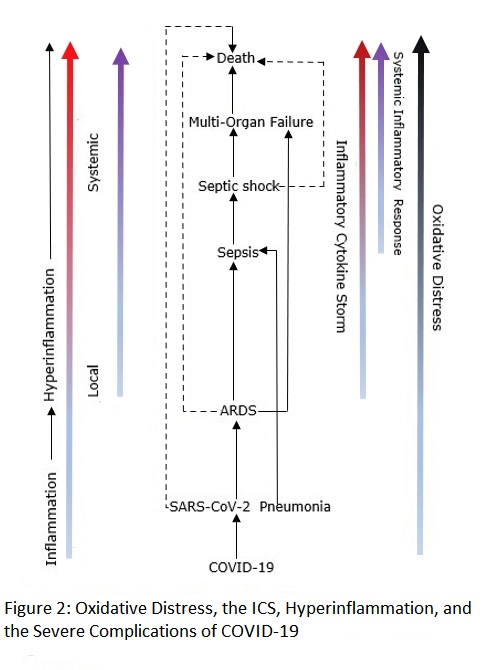 Death
Multi-Organ Failure
Septic shock
Sepsis
ARDS
SARS-CoV-2 Pneumonia
COVID-19
Inflammation
Hyperinflammation
Local
Systemic
Inflammatory Cytokine Storm
Systemic Inflammatory Response
Oxidative Distress
Figure 2: Oxidative Distress, the ICS, Hyperinflammation, and
the Severe Complications of COVID-19